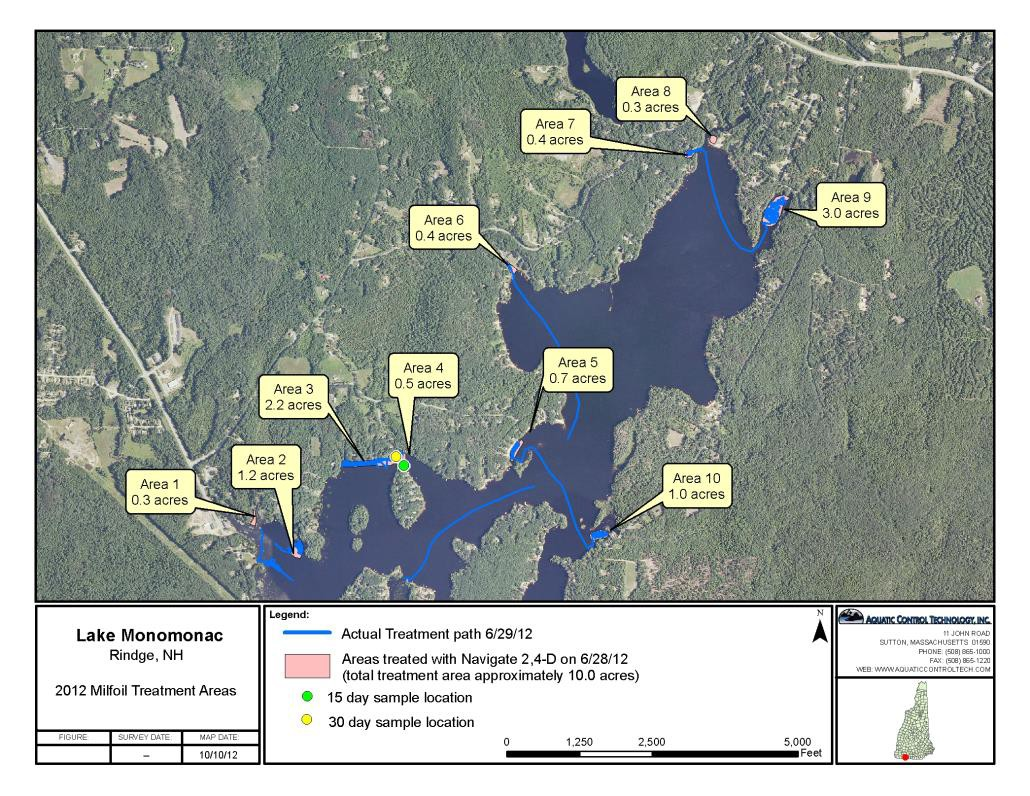 Area 8
0.3 acres
Area 7
0.4 acres
Area 9
3.0 acres
Area 6
0.4 acres
Area 5
0.7 acres
Area 4
0.5 acres
Area 3
2.2 acres
Area 2
1.2 acres
Area 1
0.3 acres
Area 10
1.0 acres
Lake Monomonac
Rindge, NH
2012 Milfoil Treatment Areas
FIGURE:
SURVEY DATE:
MAP DATE:
–
10/10/12
Legend:
Actual Treatment path 6/29/12
Areas treated with Navigate 2,4-D on 6/28/12
(total treatment area approximately 10.0 acres)
15 day sample location
30 day sample location
N
0 1,250 2,500 5,000
Feet
AQUATIC CONTROL TECHNOLOGY, INC.
11 JOHN ROAD
SUTTON, MASSACHUSETTS 01590
PHONE: (508) 865-1000
FAX: (508) 865-1220
WEB: WWW.AQUATICCONTROLTECH.COM